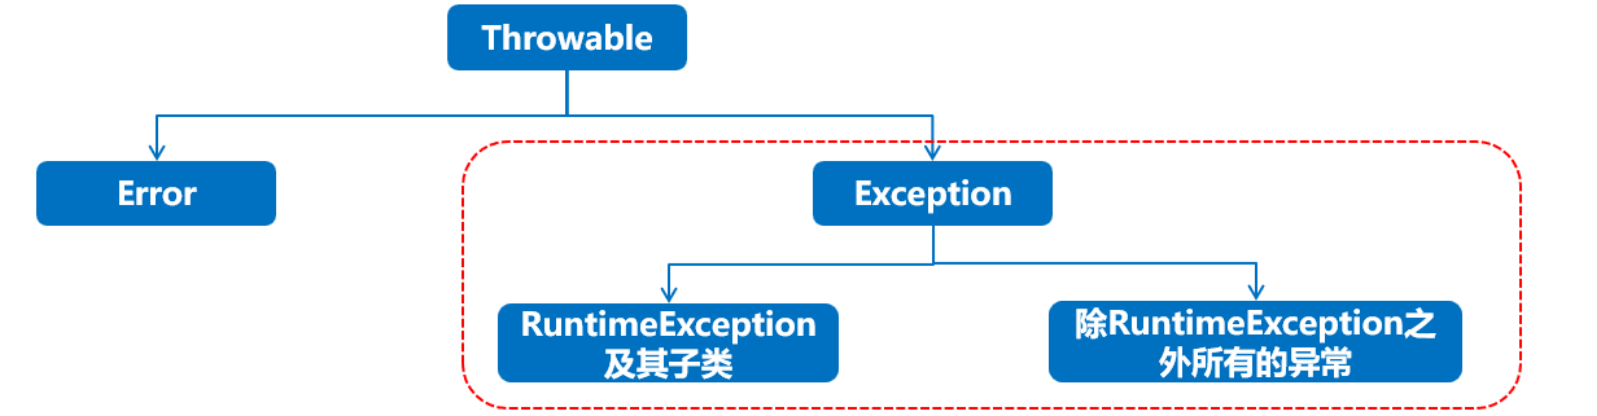 Throwable
Error
Exception
RuntimeException
及其子类
除RuntimeException之
外所有的异常